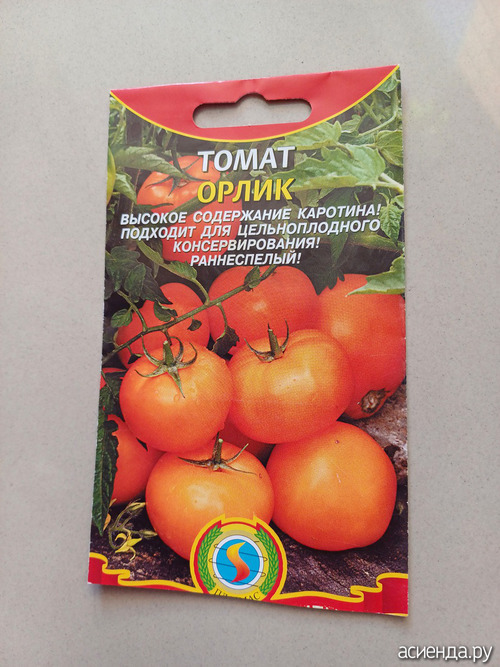 ТОМАТ
ОРЛИК
ВЫСОКОЕ СОДЕРЖАНИЕ КАРОТИНА!
ПОДХОДИТ ДЛЯ ЦЕЛЬНОПЛОДНОГО
КОНСЕРВИРОВАНИЯ!
РАННЕСПЕЛЫЙ!
асиенда.ру